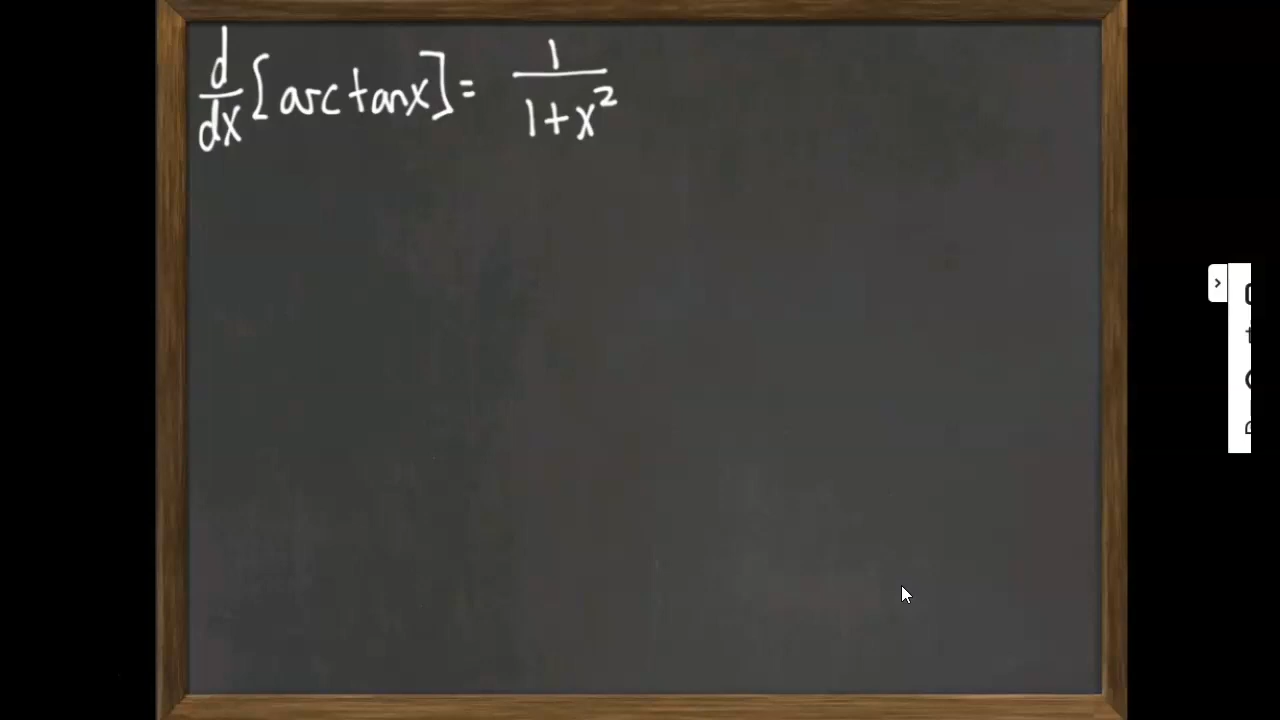 d/dx [arctanx] = 1/(1+x²)